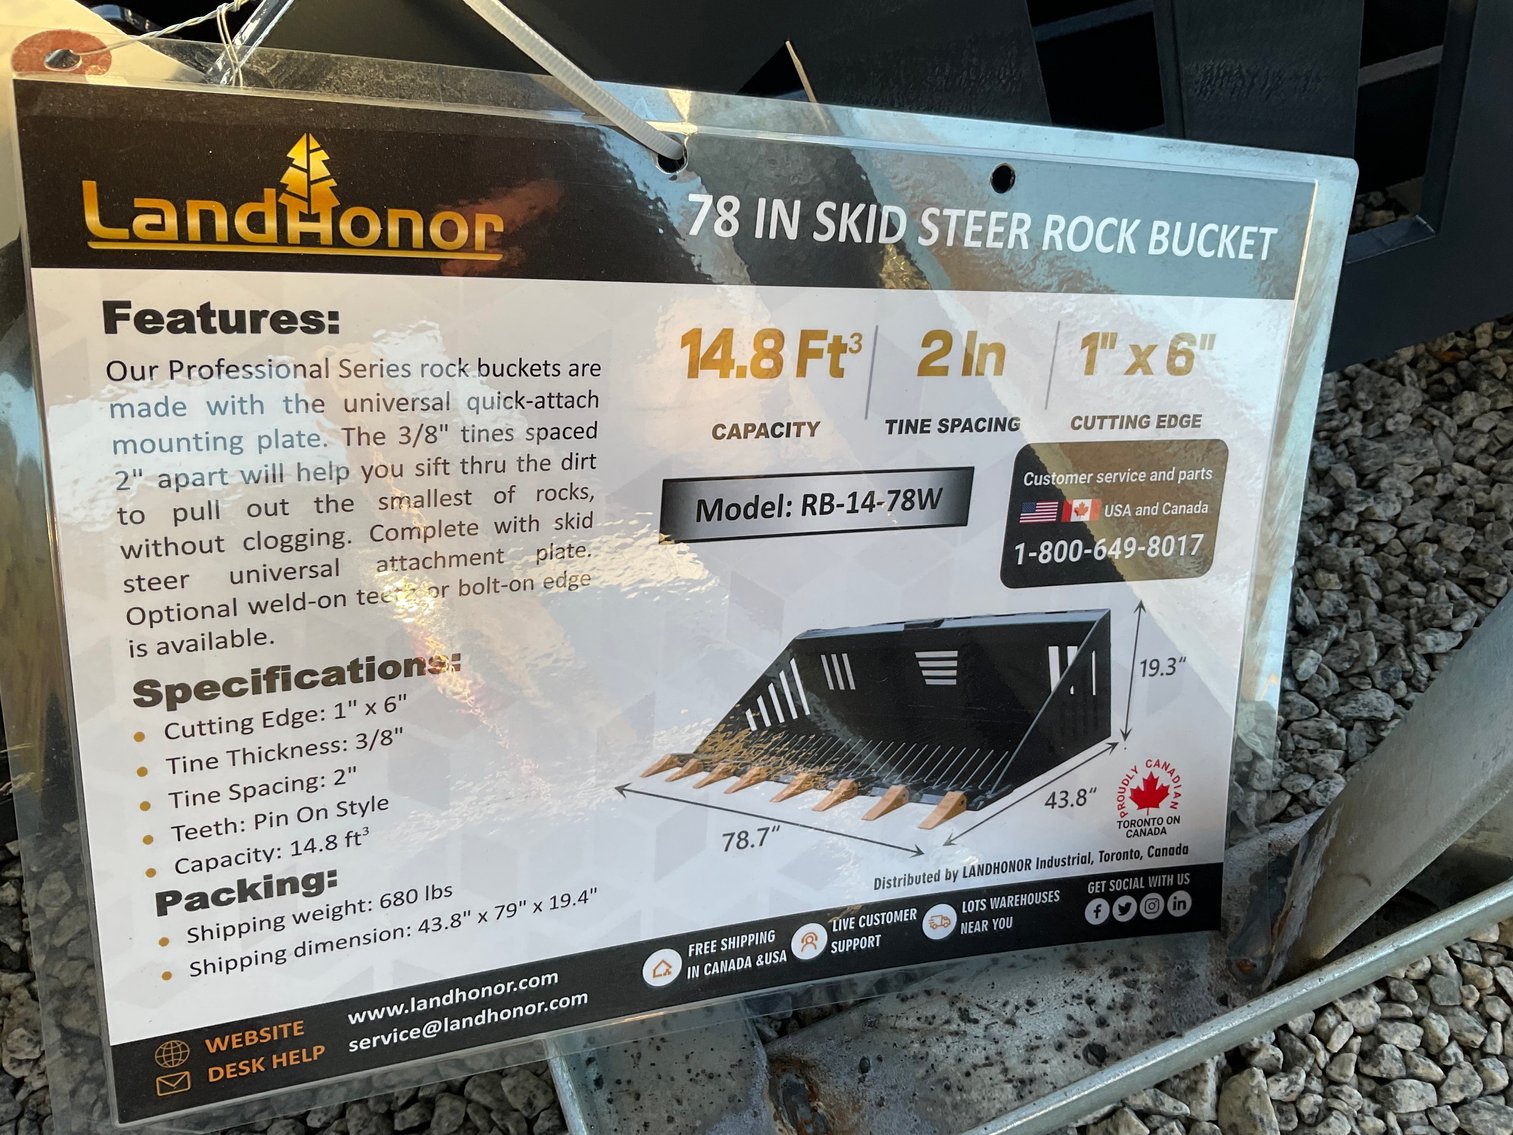 LandHonor
78 IN SKID STEER ROCK BUCKET
Features:
Our Professional Series rock buckets are
made with the universal quick-attach
mounting plate. The 3/8" tines spaced
2" apart will help you sift thru the dirt
to pull out the smallest of rocks,
without clogging. Complete with skid
steer universal attachment plate.
Optional weld-on teeth or bolt-on edge
is available.
Specifications:
• Cutting Edge: 1" x 6"
• Tine Thickness: 3/8"
• Tine Spacing: 2"
• Teeth: Pin On Style
• Capacity: 14.8 ft³
Packing:
• Shipping weight: 680 lbs
• Shipping dimension: 43.8" x 79" x 19.4"
14.8 Ft³
CAPACITY
2 In
TINE SPACING
1" x 6"
CUTTING EDGE
Model: RB-14-78W
Customer service and parts
USA and Canada
1-800-649-8017
19.3"
43.8"
78.7"
PROUDLY CANADIAN
TORONTO ON
CANADA
Distributed by LANDHONOR Industrial, Toronto, Canada
WEBSITE
www.landhonor.com
DESK HELP
service@landhonor.com
FREE SHIPPING
IN CANADA &USA
LIVE CUSTOMER
SUPPORT
LOTS WAREHOUSES
NEAR YOU
GET SOCIAL WITH US